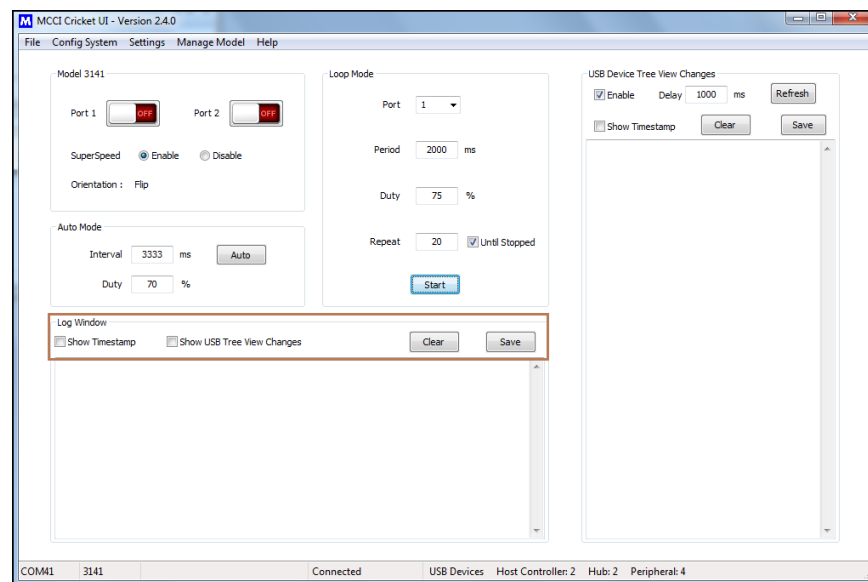 M MCCI Cricket UI - Version 2.4.0
File Config System Settings Manage Model Help
Model 3141
Port 1 OFF Port 2 OFF
SuperSpeed Enable Disable
Orientation : Flip
Auto Mode
Interval 3333 ms Auto
Duty 70 %
Loop Mode
Port 1
Period 2000 ms
Duty 75 %
Repeat 20 Until Stopped
Start
USB Device Tree View Changes
Enable Delay 1000 ms Refresh
Show Timestamp Clear Save
Log Window
Show Timestamp Show USB Tree View Changes Clear Save
COM41 3141 Connected USB Devices Host Controller: 2 Hub: 2 Peripheral: 4